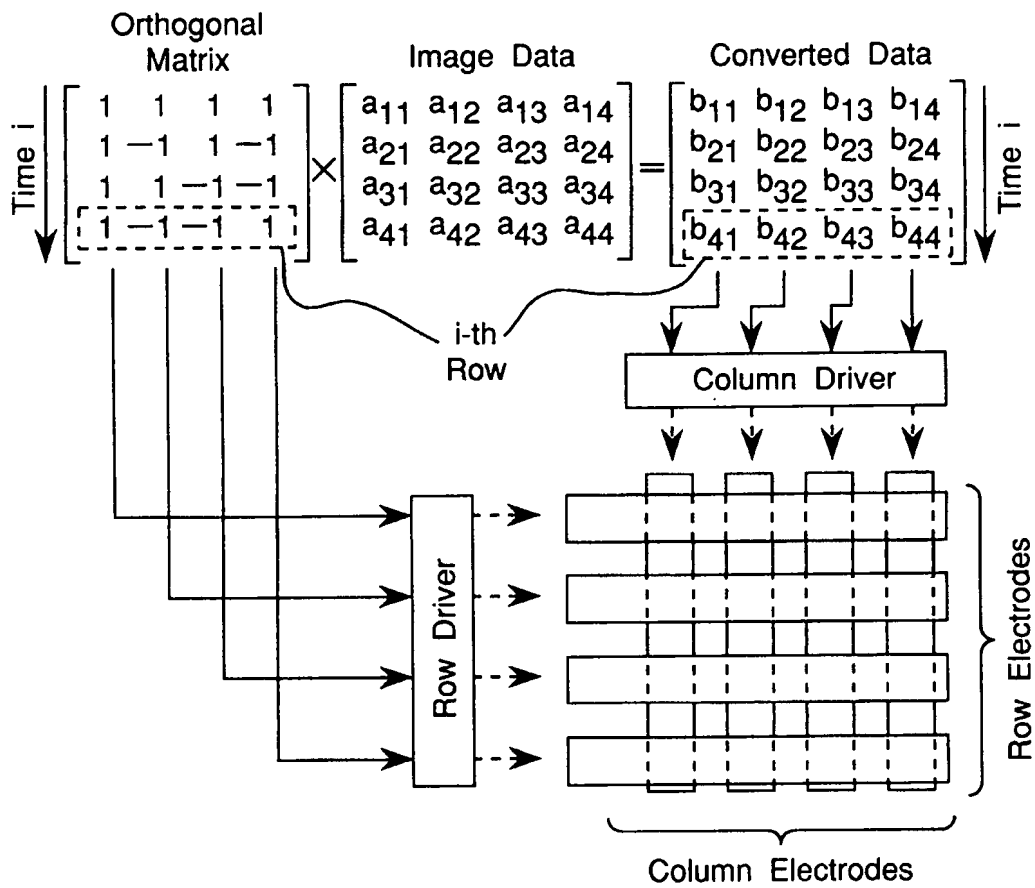 Orthogonal
Matrix
Image Data
Converted Data
Time i
1 1 1 1
1 −1 1 −1
1 1 −1 −1
1 −1 −1 1
×
a11 a12 a13 a14
a21 a22 a23 a24
a31 a32 a33 a34
a41 a42 a43 a44
=
b11 b12 b13 b14
b21 b22 b23 b24
b31 b32 b33 b34
b41 b42 b43 b44
Time i
i-th
Row
Column Driver
Row Driver
Row Electrodes
Column Electrodes